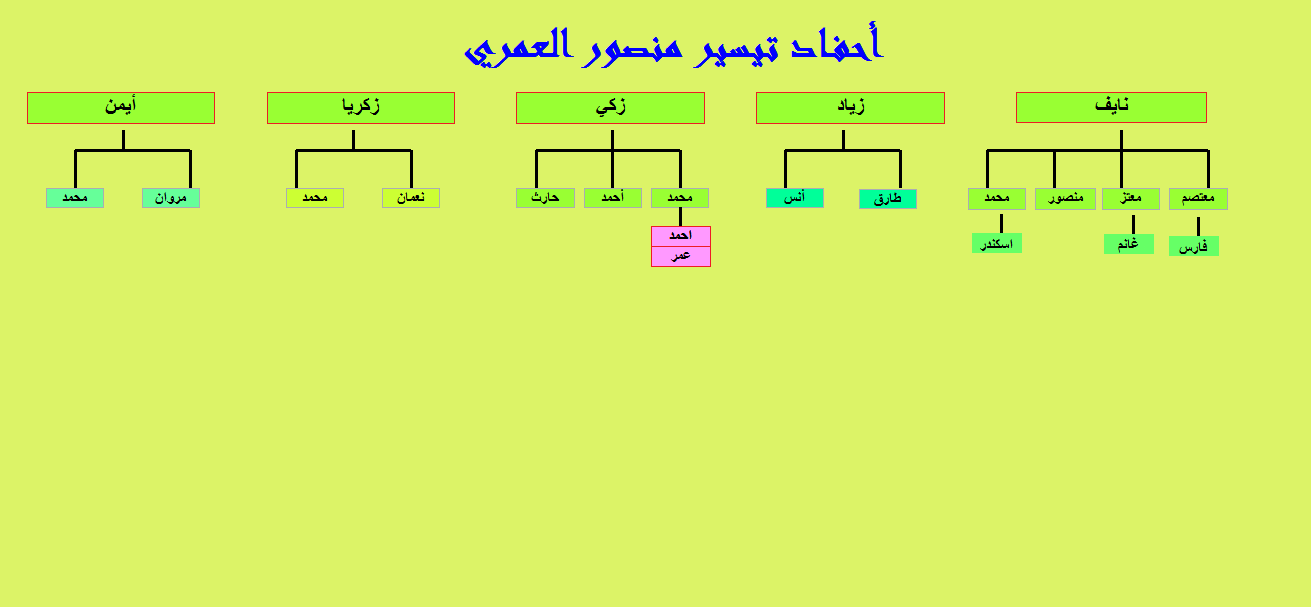 أحفاد تيسير منصور العمري
نايف
زياد
زكي
زكريا
أيمن
معتصم
معتز
منصور
محمد
طارق
أنس
محمد
أحمد
حارث
نعمان
محمد
مروان
محمد
فارس
غانم
اسكندر
احمد
عمر